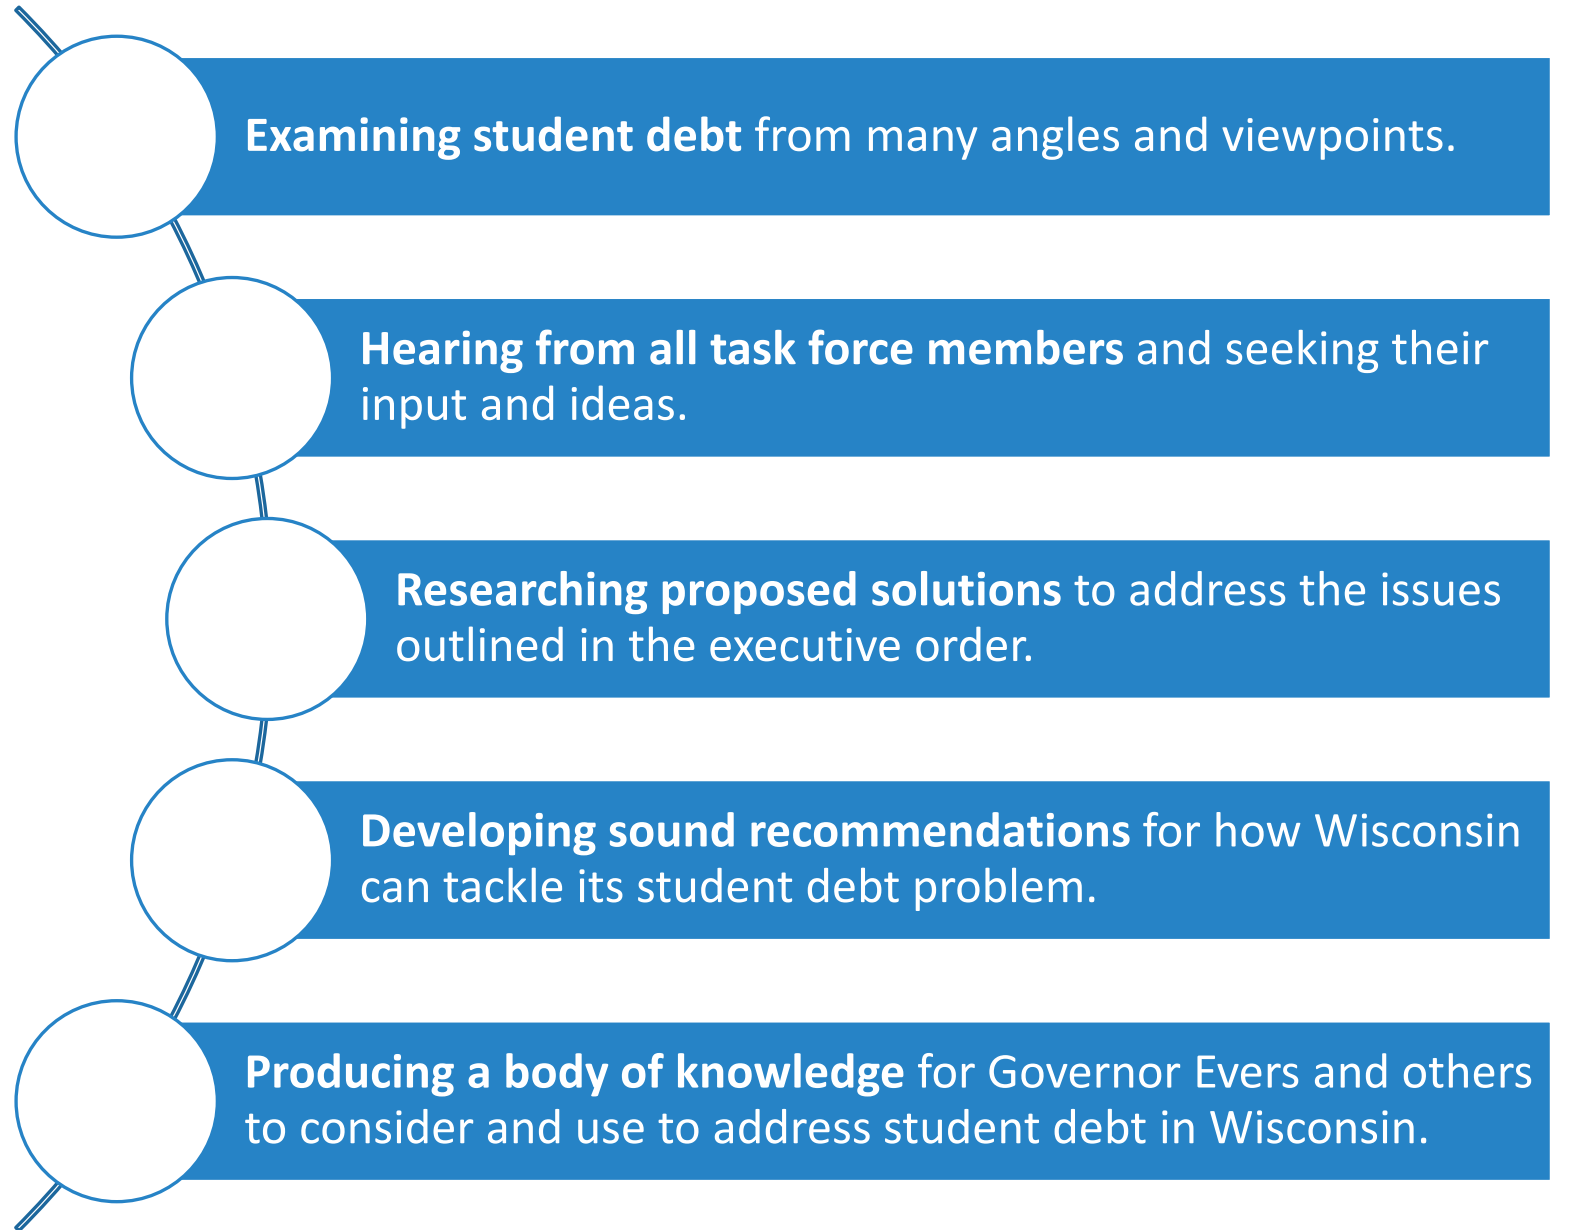 Examining student debt from many angles and viewpoints.
Hearing from all task force members and seeking their
input and ideas.
Researching proposed solutions to address the issues
outlined in the executive order.
Developing sound recommendations for how Wisconsin
can tackle its student debt problem.
Producing a body of knowledge for Governor Evers and others
to consider and use to address student debt in Wisconsin.